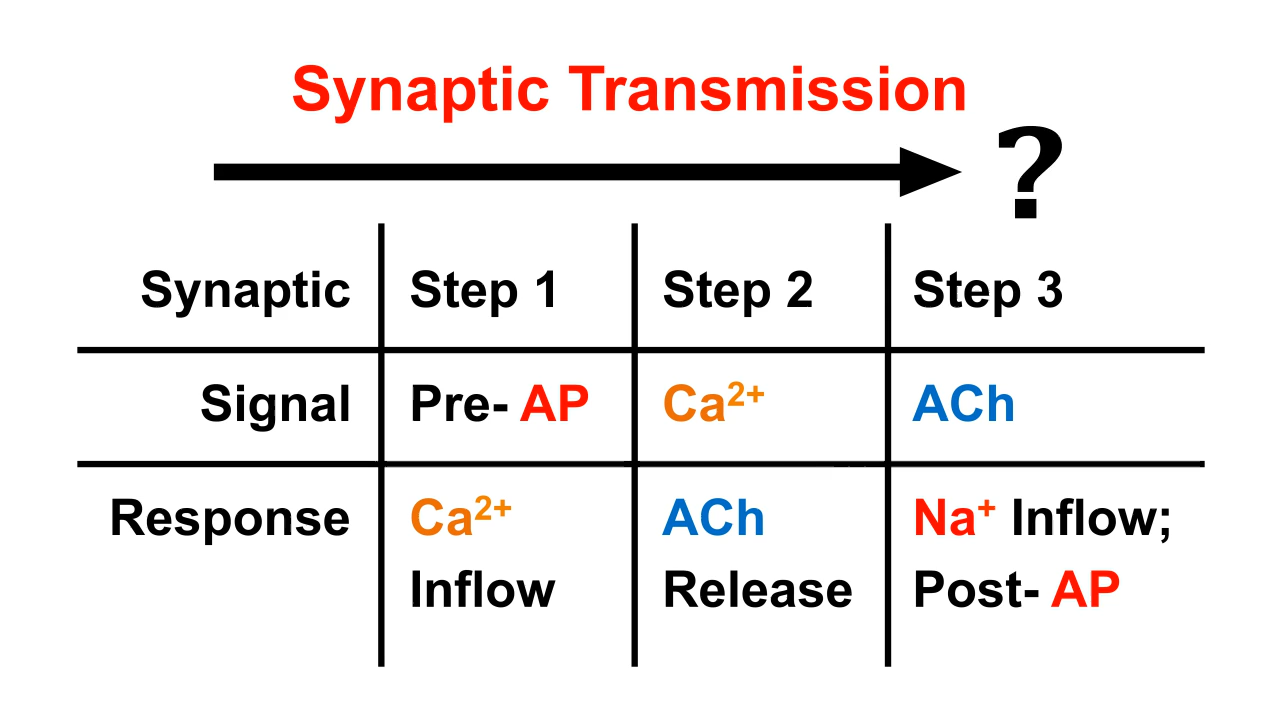 Synaptic Transmission
?
Synaptic Step 1 Step 2 Step 3
Signal Pre- AP Ca²⁺ ACh
Response Ca²⁺ ACh Na⁺ Inflow;
Inflow Release Post- AP